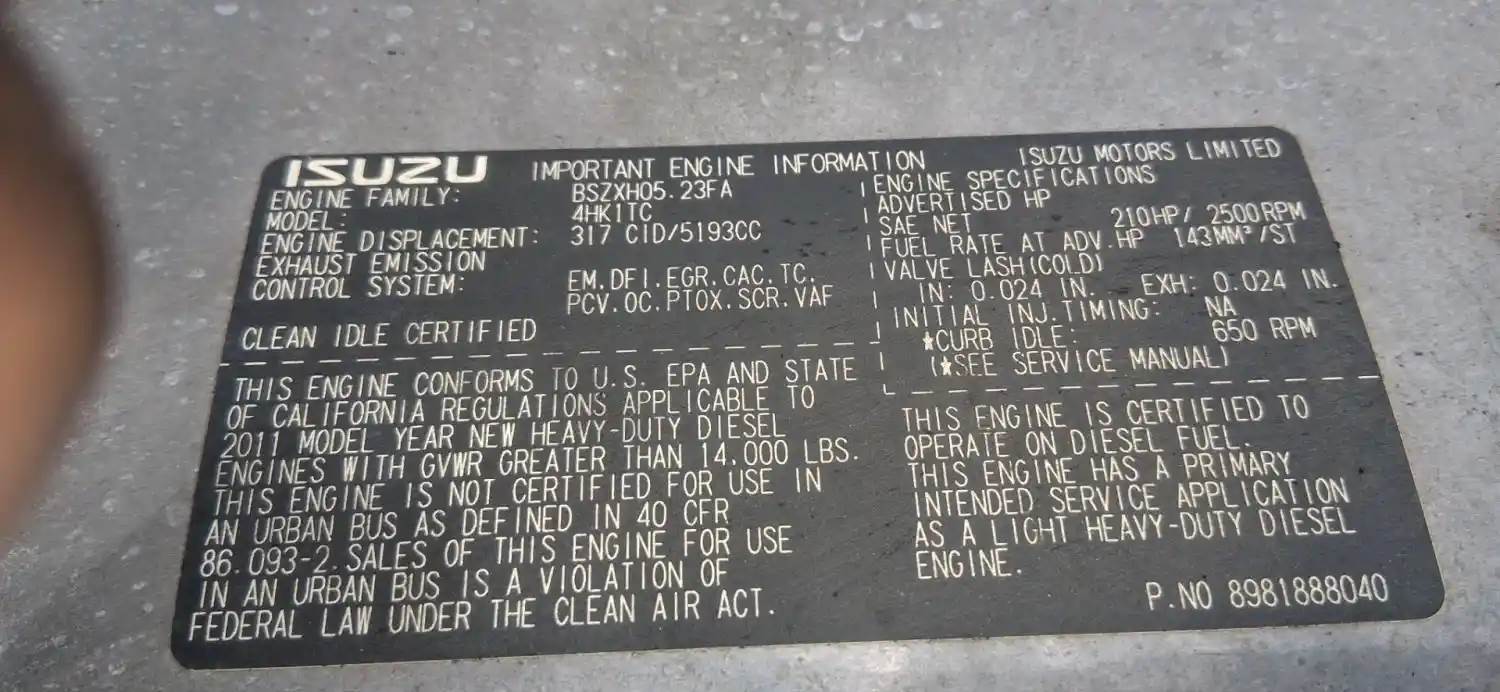 ISUZU IMPORTANT ENGINE INFORMATION ISUZU MOTORS LIMITED
ENGINE FAMILY: BSZXH05.23FA
MODEL: 4HK1TC
ENGINE DISPLACEMENT: 317 CID/5193CC
EXHAUST EMISSION
CONTROL SYSTEM: EM.DFI.EGR.CAC.TC.
PCV.OC.PTOX.SCR.VAF
CLEAN IDLE CERTIFIED
ENGINE SPECIFICATIONS
ADVERTISED HP
SAE NET 210HP/ 2500RPM
FUEL RATE AT ADV.HP 143MM³/ST
VALVE LASH(COLD)
IN: 0.024 IN. EXH: 0.024 IN.
INITIAL INJ.TIMING: NA
*CURB IDLE: 650 RPM
(*SEE SERVICE MANUAL)
THIS ENGINE CONFORMS TO U.S. EPA AND STATE
OF CALIFORNIA REGULATIONS APPLICABLE TO
2011 MODEL YEAR NEW HEAVY-DUTY DIESEL
ENGINES WITH GVWR GREATER THAN 14,000 LBS.
THIS ENGINE IS NOT CERTIFIED FOR USE IN
AN URBAN BUS AS DEFINED IN 40 CFR
86.093-2.SALES OF THIS ENGINE FOR USE
IN AN URBAN BUS IS A VIOLATION OF
FEDERAL LAW UNDER THE CLEAN AIR ACT.
THIS ENGINE IS CERTIFIED TO
OPERATE ON DIESEL FUEL.
THIS ENGINE HAS A PRIMARY
INTENDED SERVICE APPLICATION
AS A LIGHT HEAVY-DUTY DIESEL
ENGINE.
P.NO 8981888040